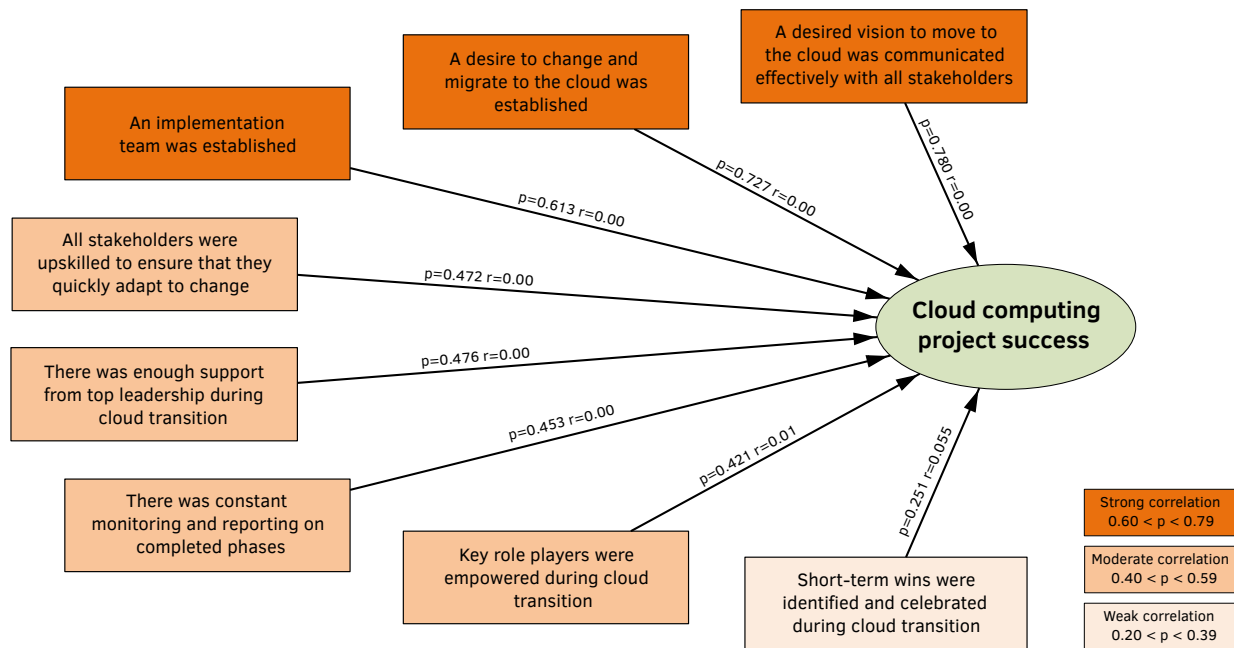 A desired vision to move to
the cloud was communicated
effectively with all stakeholders
A desire to change and
migrate to the cloud was
established
An implementation
team was established
p=0.780 r=0.00
p=0.727 r=0.00
p=0.613 r=0.00
All stakeholders were
upskilled to ensure that they
quickly adapt to change
p=0.472 r=0.00
Cloud computing
project success
There was enough support
from top leadership during
cloud transition
p=0.476 r=0.00
p=0.453 r=0.00
p=0.421 r=0.01
p=0.251 r=0.055
There was constant
monitoring and reporting on
completed phases
Key role players were
empowered during cloud
transition
Short-term wins were
identified and celebrated
during cloud transition
Strong correlation
0.60 < p < 0.79
Moderate correlation
0.40 < p < 0.59
Weak correlation
0.20 < p < 0.39